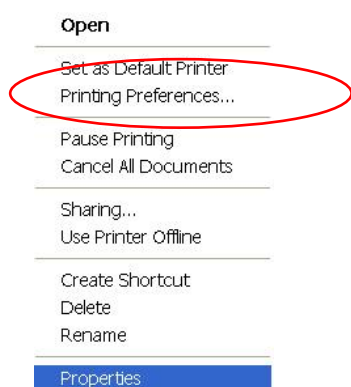 Open
Set as Default Printer
Printing Preferences...
Pause Printing
Cancel All Documents
Sharing...
Use Printer Offline
Create Shortcut
Delete
Rename
Properties